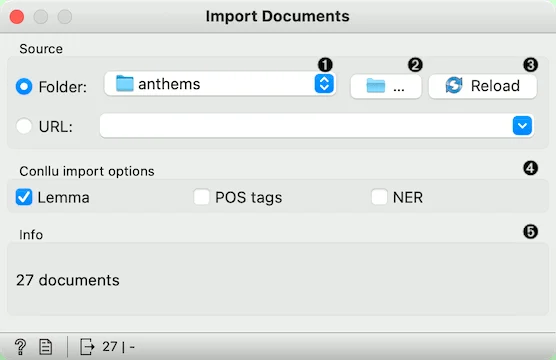 Import Documents
Source
❶ ❷ ❸
Folder: anthems ... Reload
URL:
Conllu import options ❹
Lemma POS tags NER
Info ❺
27 documents
? 27 | -